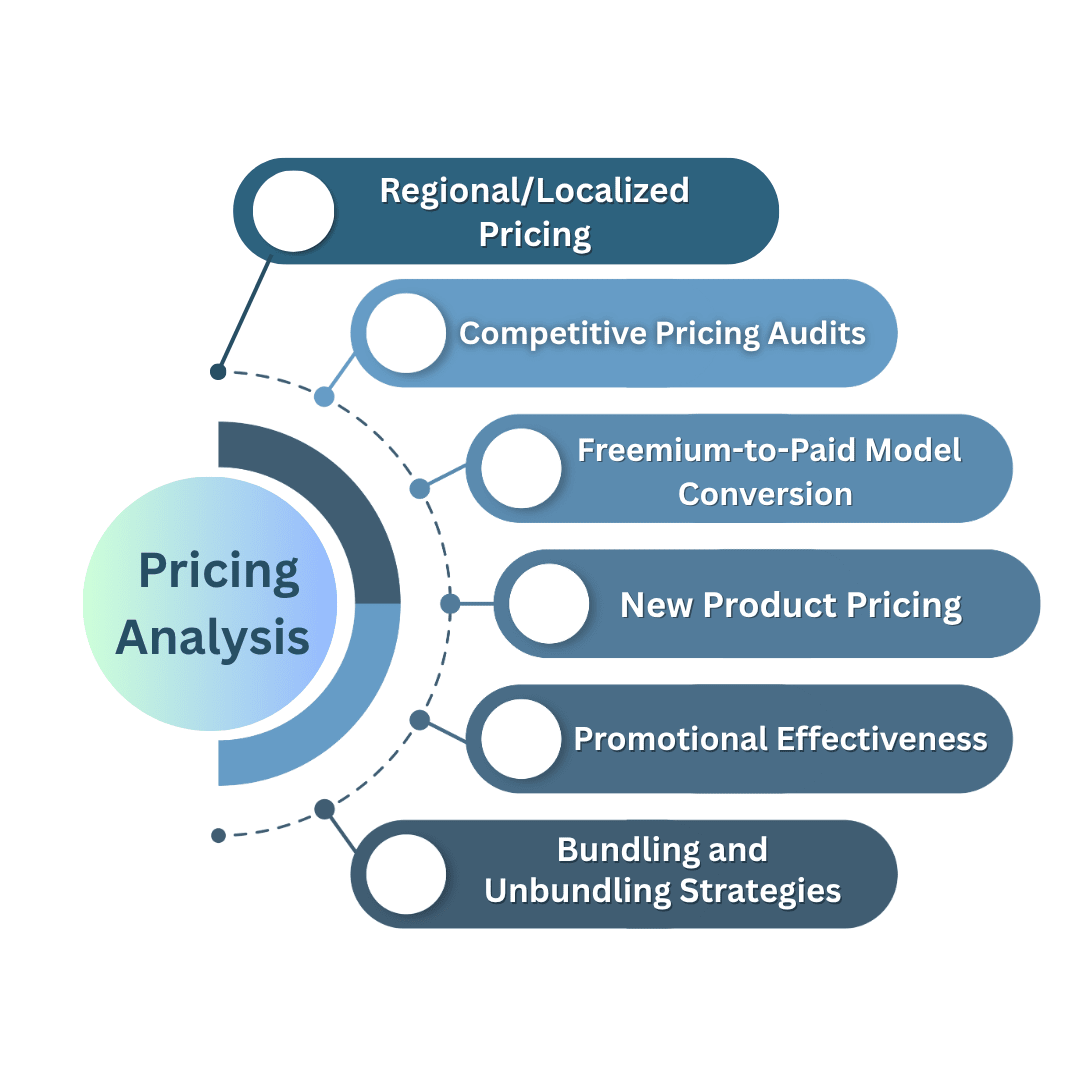 Regional/Localized
Pricing
Competitive Pricing Audits
Freemium-to-Paid Model
Conversion
New Product Pricing
Pricing
Analysis
Promotional Effectiveness
Bundling and
Unbundling Strategies